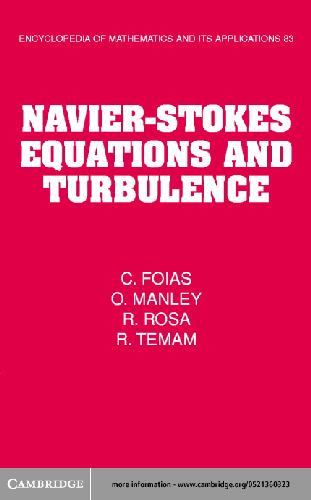 ENCYCLOPEDIA OF MATHEMATICS AND ITS APPLICATIONS 83
NAVIER-STOKES
EQUATIONS AND
TURBULENCE
C. FOIAS
O. MANLEY
R. ROSA
R. TEMAM
CAMBRIDGE
more information - www.cambridge.org/0521360323